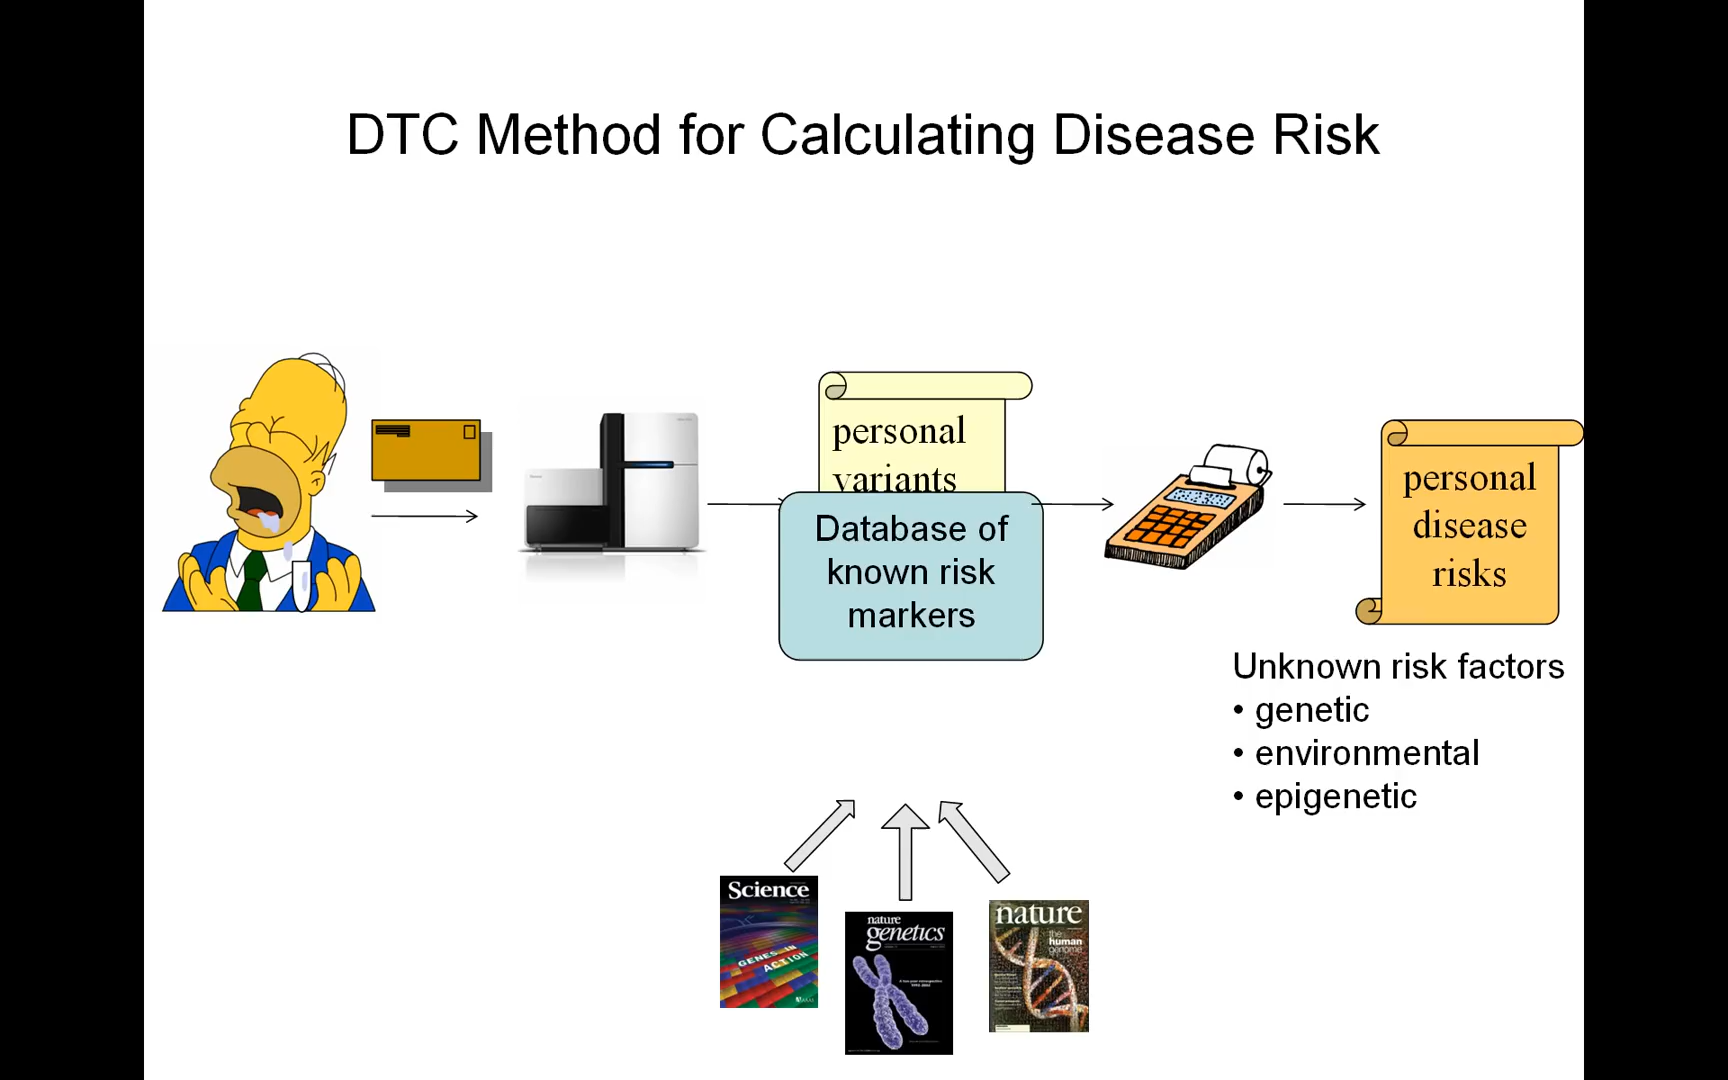 DTC Method for Calculating Disease Risk
personal
variants
Database of
known risk
markers
personal
disease
risks
Unknown risk factors
• genetic
• environmental
• epigenetic
Science
GENES IN
ACTION
nature
genetics
nature
the
human
genome